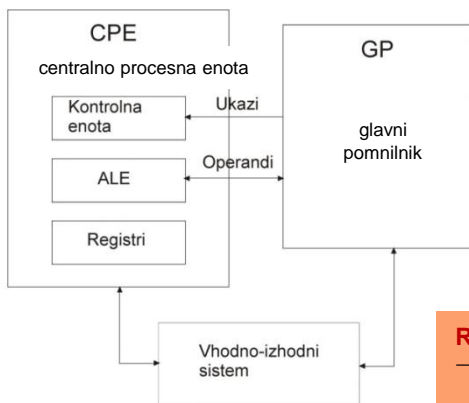 CPE
centralno procesna enota
Kontrolna
enota
ALE
Registri
Ukazi
Operandi
GP
glavni
pomnilnik
Vhodno-izhodni
sistem
R